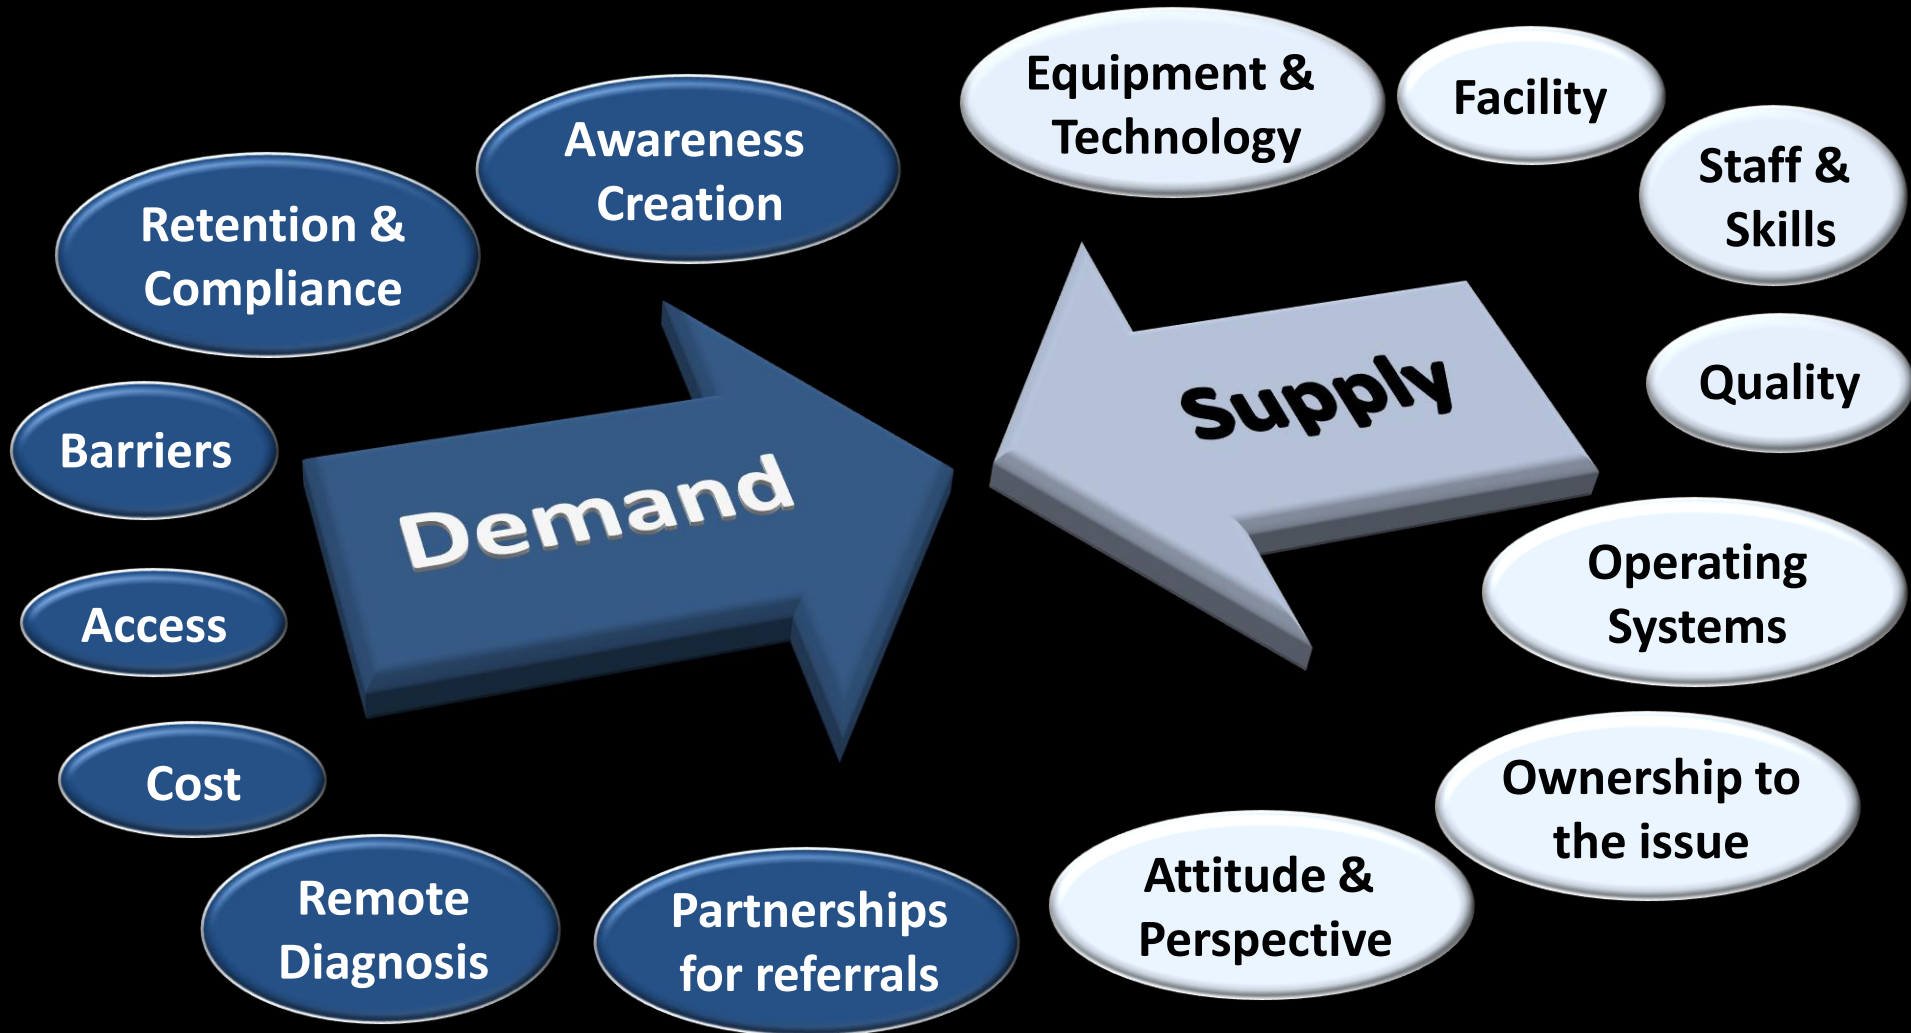 Awareness
Creation
Retention &
Compliance
Barriers
Access
Cost
Remote
Diagnosis
Partnerships
for referrals
Demand
Supply
Equipment &
Technology
Facility
Staff &
Skills
Quality
Operating
Systems
Ownership to
the issue
Attitude &
Perspective